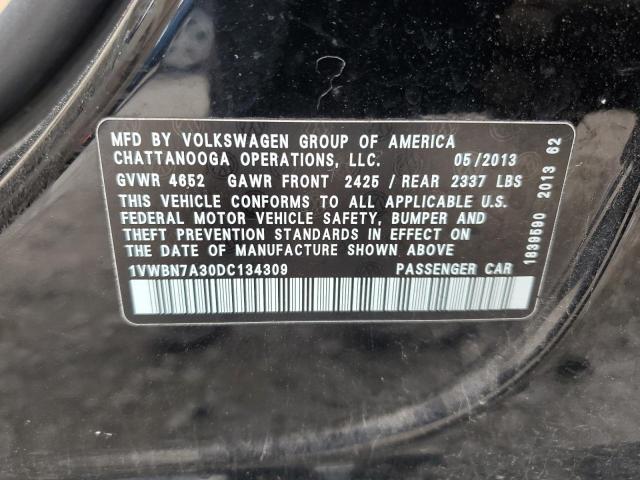 MFD BY VOLKSWAGEN GROUP OF AMERICA
CHATTANOOGA OPERATIONS, LLC. 05/2013
GVWR 4652 GAWR FRONT 2425 / REAR 2337 LBS
THIS VEHICLE CONFORMS TO ALL APPLICABLE U.S.
FEDERAL MOTOR VEHICLE SAFETY, BUMPER AND
THEFT PREVENTION STANDARDS IN EFFECT ON
THE DATE OF MANUFACTURE SHOWN ABOVE
1VWBN7A30DC134309 PASSENGER CAR
1839590 2013 62